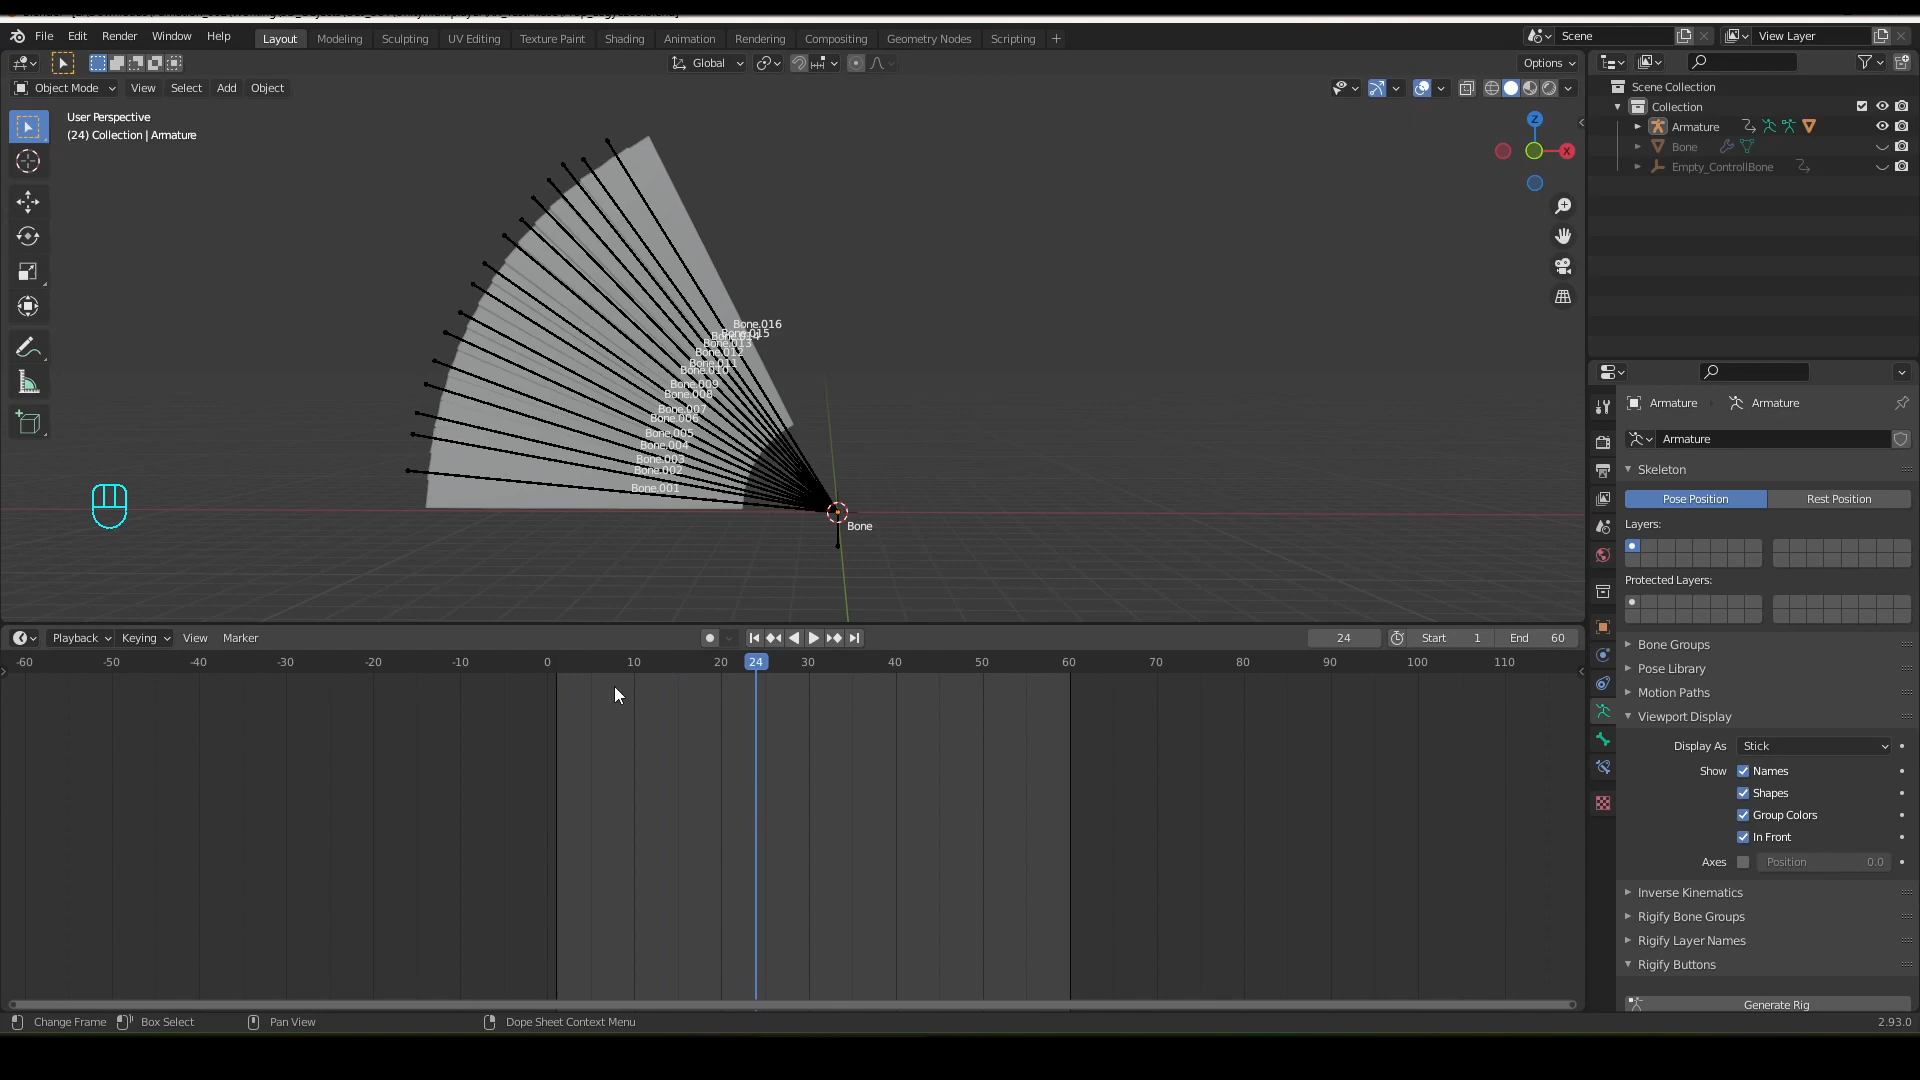 File Edit Render Window Help
Layout Modeling Sculpting UV Editing Texture Paint Shading Animation Rendering Compositing Geometry Nodes Scripting +
Scene
View Layer
Global
Options
Object Mode View Select Add Object
User Perspective
(24) Collection | Armature
Z
X
Bone.016
Bone.015
Bone.013
Bone.012
Bone.011
Bone.010
Bone.009
Bone.008
Bone.007
Bone.006
Bone.005
Bone.004
Bone.003
Bone.002
Bone.001
Bone
Scene Collection
Collection
Armature
Bone
Empty_ControllBone
Armature Armature
Armature
Skeleton
Pose Position Rest Position
Layers:
Protected Layers:
Bone Groups
Pose Library
Motion Paths
Viewport Display
Display As Stick
Show Names
Shapes
Group Colors
In Front
Axes Position 0.0
Inverse Kinematics
Rigify Bone Groups
Rigify Layer Names
Rigify Buttons
Generate Rig
Playback Keying View Marker
24 Start 1 End 60
-60 -50 -40 -30 -20 -10 0 10 20 24 30 40 50 60 70 80 90 100 110
Change Frame Box Select Pan View Dope Sheet Context Menu
2.93.0